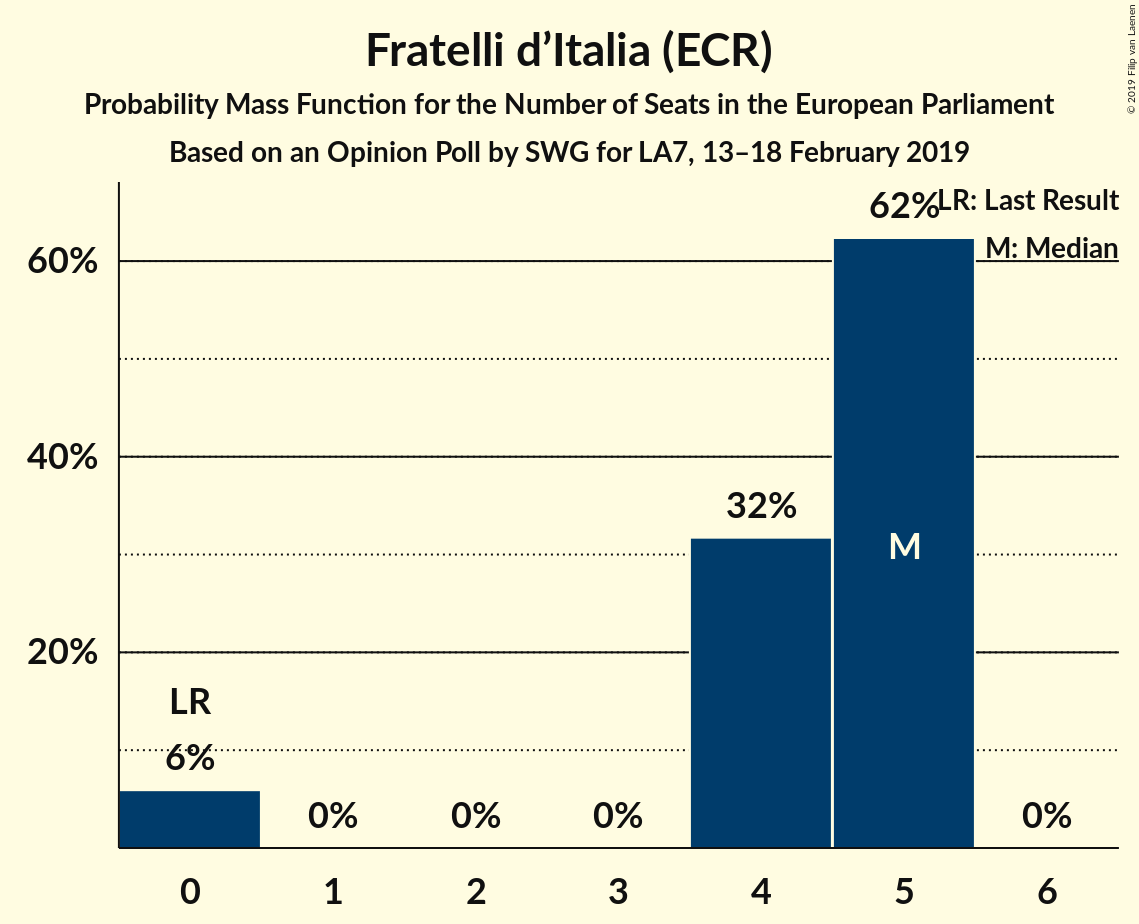 Fratelli d’Italia (ECR)
Probability Mass Function for the Number of Seats in the European Parliament
Based on an Opinion Poll by SWG for LA7, 13–18 February 2019
© 2019 Filip van Laenen
LR: Last Result
M: Median
60%
40%
20%
LR
6%
0%
0%
0%
32%
62%
M
0%
0
1
2
3
4
5
6